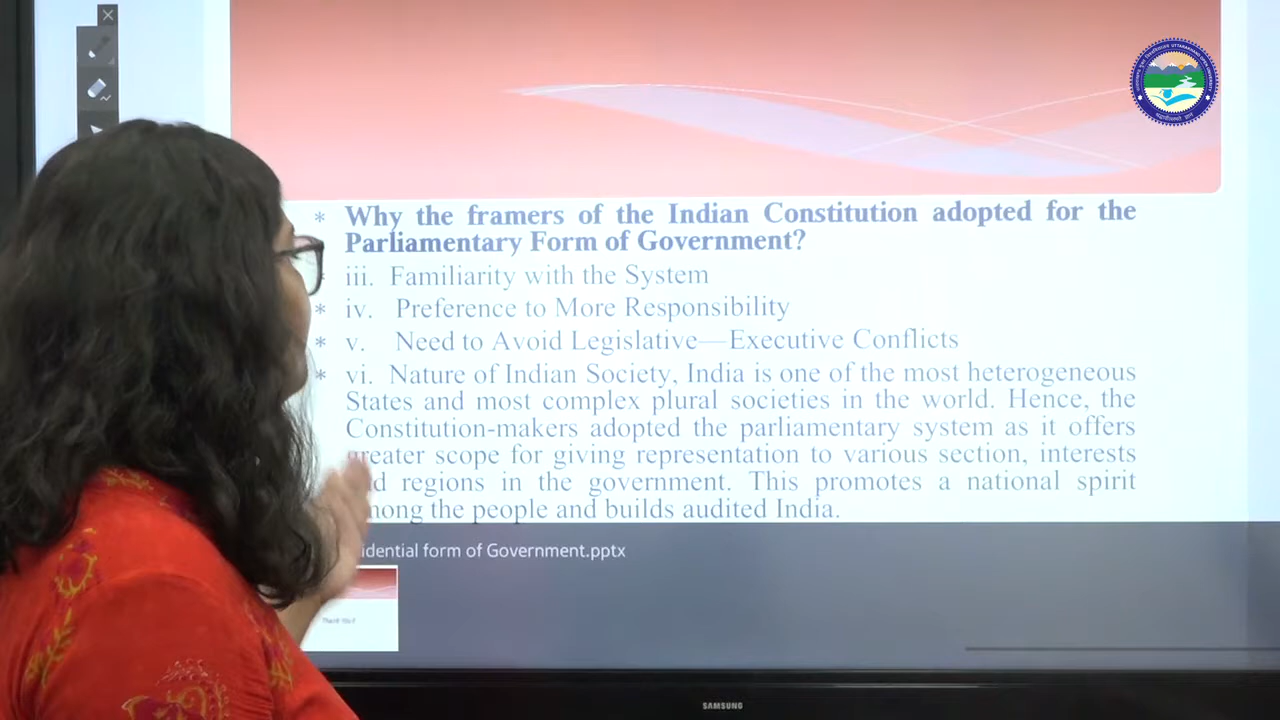 * Why the framers of the Indian Constitution adopted for the
Parliamentary Form of Government?
iii. Familiarity with the System
* iv. Preference to More Responsibility
* v. Need to Avoid Legislative—Executive Conflicts
* vi. Nature of Indian Society, India is one of the most heterogeneous
States and most complex plural societies in the world. Hence, the
Constitution-makers adopted the parliamentary system as it offers
greater scope for giving representation to various section, interests
regions in the government. This promotes a national spirit
the people and builds audited India.
form of Government.pptx
SAMSUNG